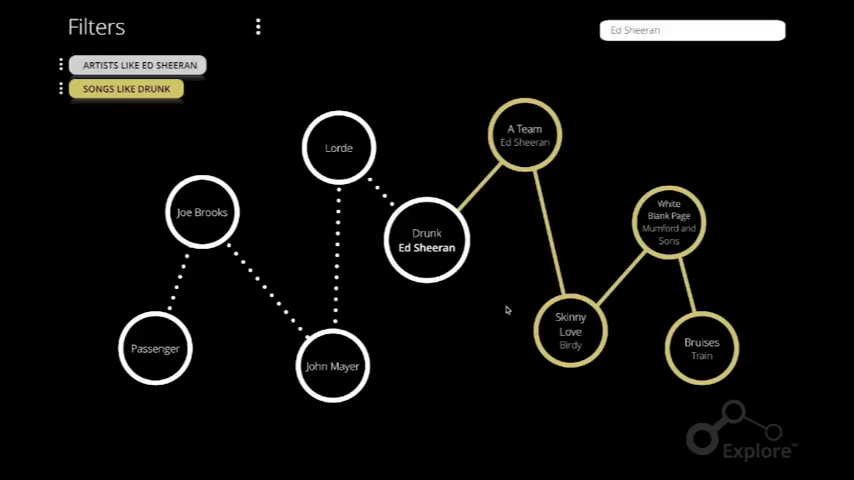 Filters
Ed Sheeran
ARTISTS LIKE ED SHEERAN
SONGS LIKE DRUNK
Lorde
A Team
Ed Sheeran
Joe Brooks
Drunk
Ed Sheeran
White
Blank Page
Mumford and
Sons
Passenger
John Mayer
Skinny
Love
Birdy
Bruises
Train
Explore™